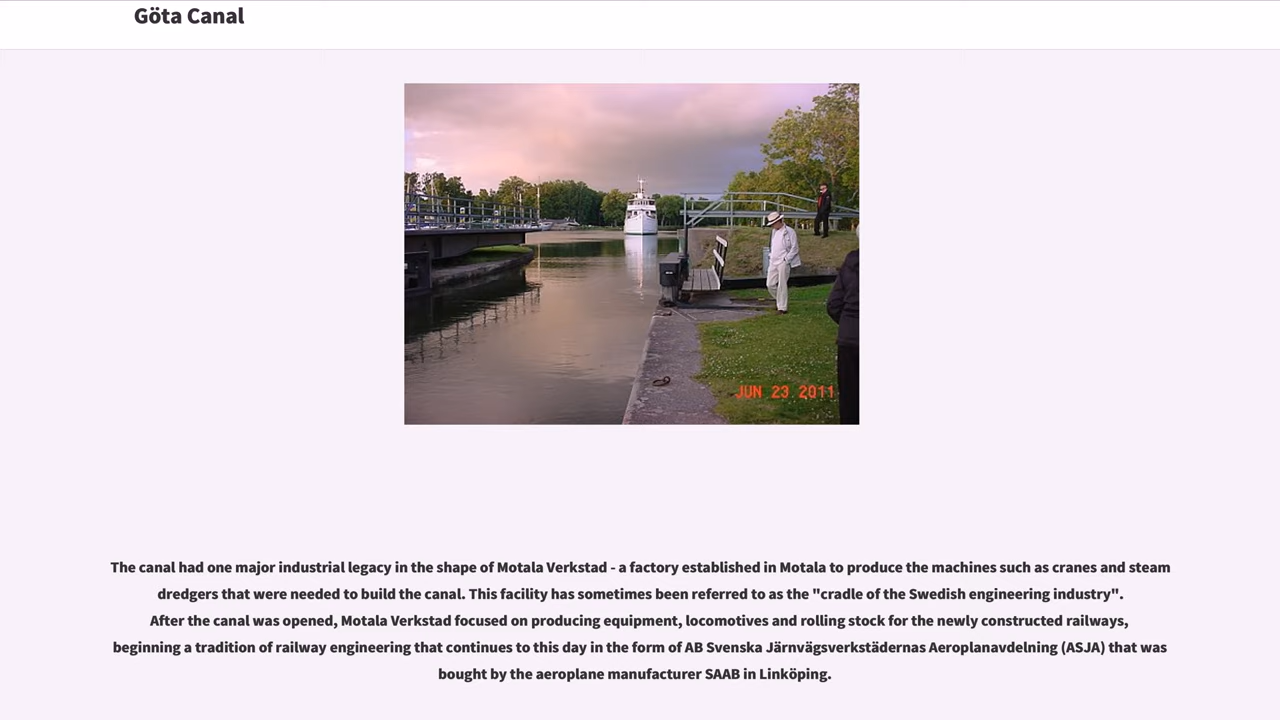 Göta Canal
JUN 23 2011
The canal had one major industrial legacy in the shape of Motala Verkstad - a factory established in Motala to produce the machines such as cranes and steam
dredgers that were needed to build the canal. This facility has sometimes been referred to as the "cradle of the Swedish engineering industry".
After the canal was opened, Motala Verkstad focused on producing equipment, locomotives and rolling stock for the newly constructed railways,
beginning a tradition of railway engineering that continues to this day in the form of AB Svenska Järnvägsverkstädernas Aeroplanavdelning (ASJA) that was
bought by the aeroplane manufacturer SAAB in Linköping.